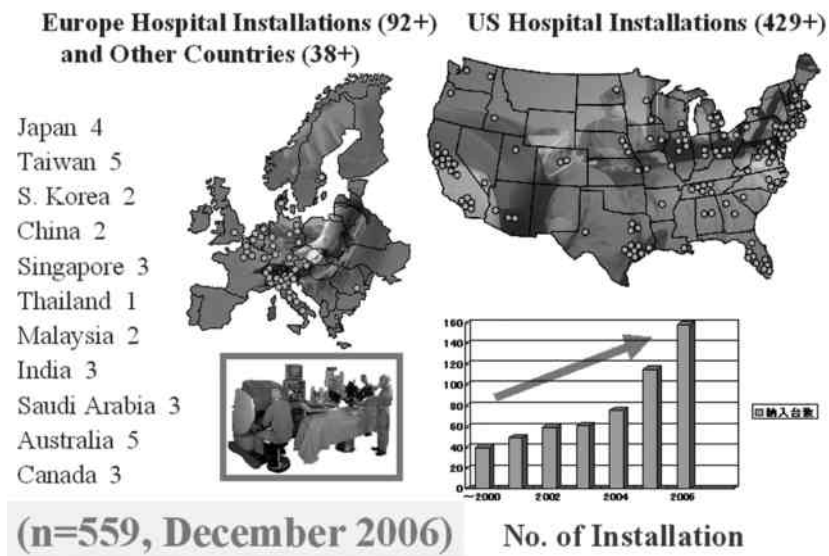 Europe Hospital Installations (92+)
and Other Countries (38+)
US Hospital Installations (429+)
Japan 4
Taiwan 5
S. Korea 2
China 2
Singapore 3
Thailand 1
Malaysia 2
India 3
Saudi Arabia 3
Australia 5
Canada 3
160
140
120
100
80
60
40
20
0
~2000
2002
2004
2006
納入台数
(n=559, December 2006)
No. of Installation